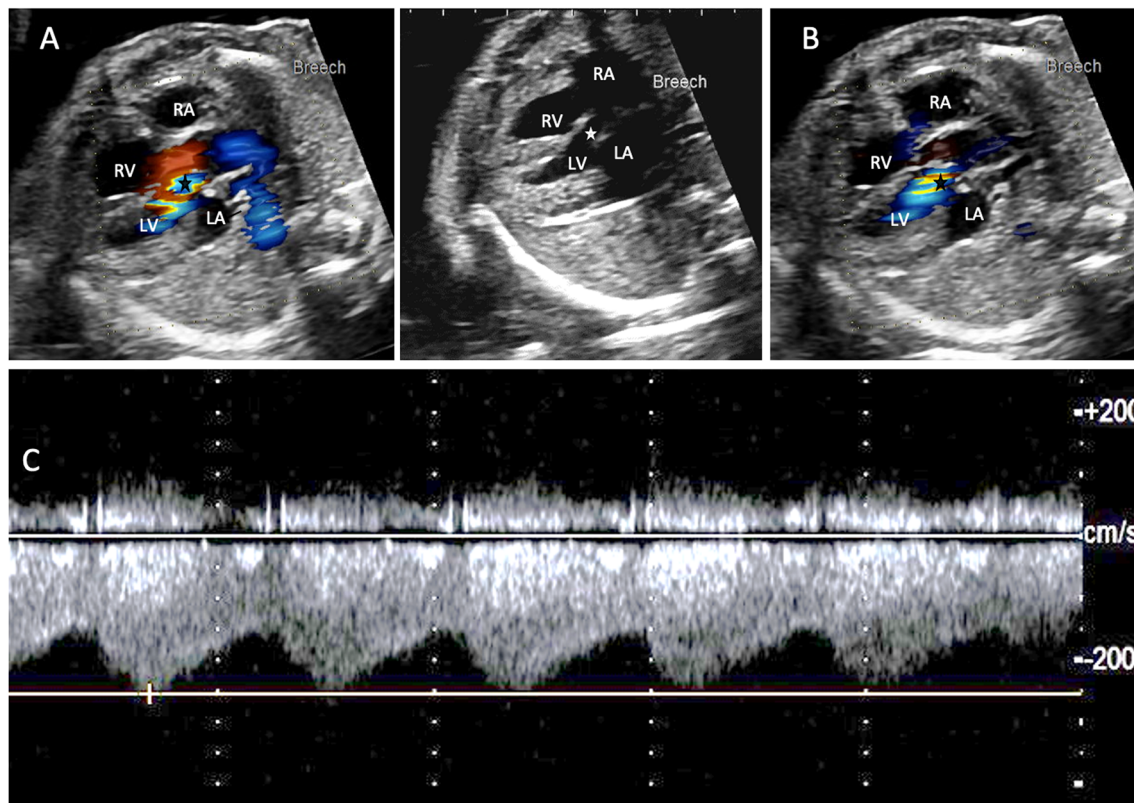 A
Breech
RA
RV
LV
LA
Breech
RA
RV
LV
LA
B
Breech
RA
RV
LV
LA
C
+200
cm/s
-200